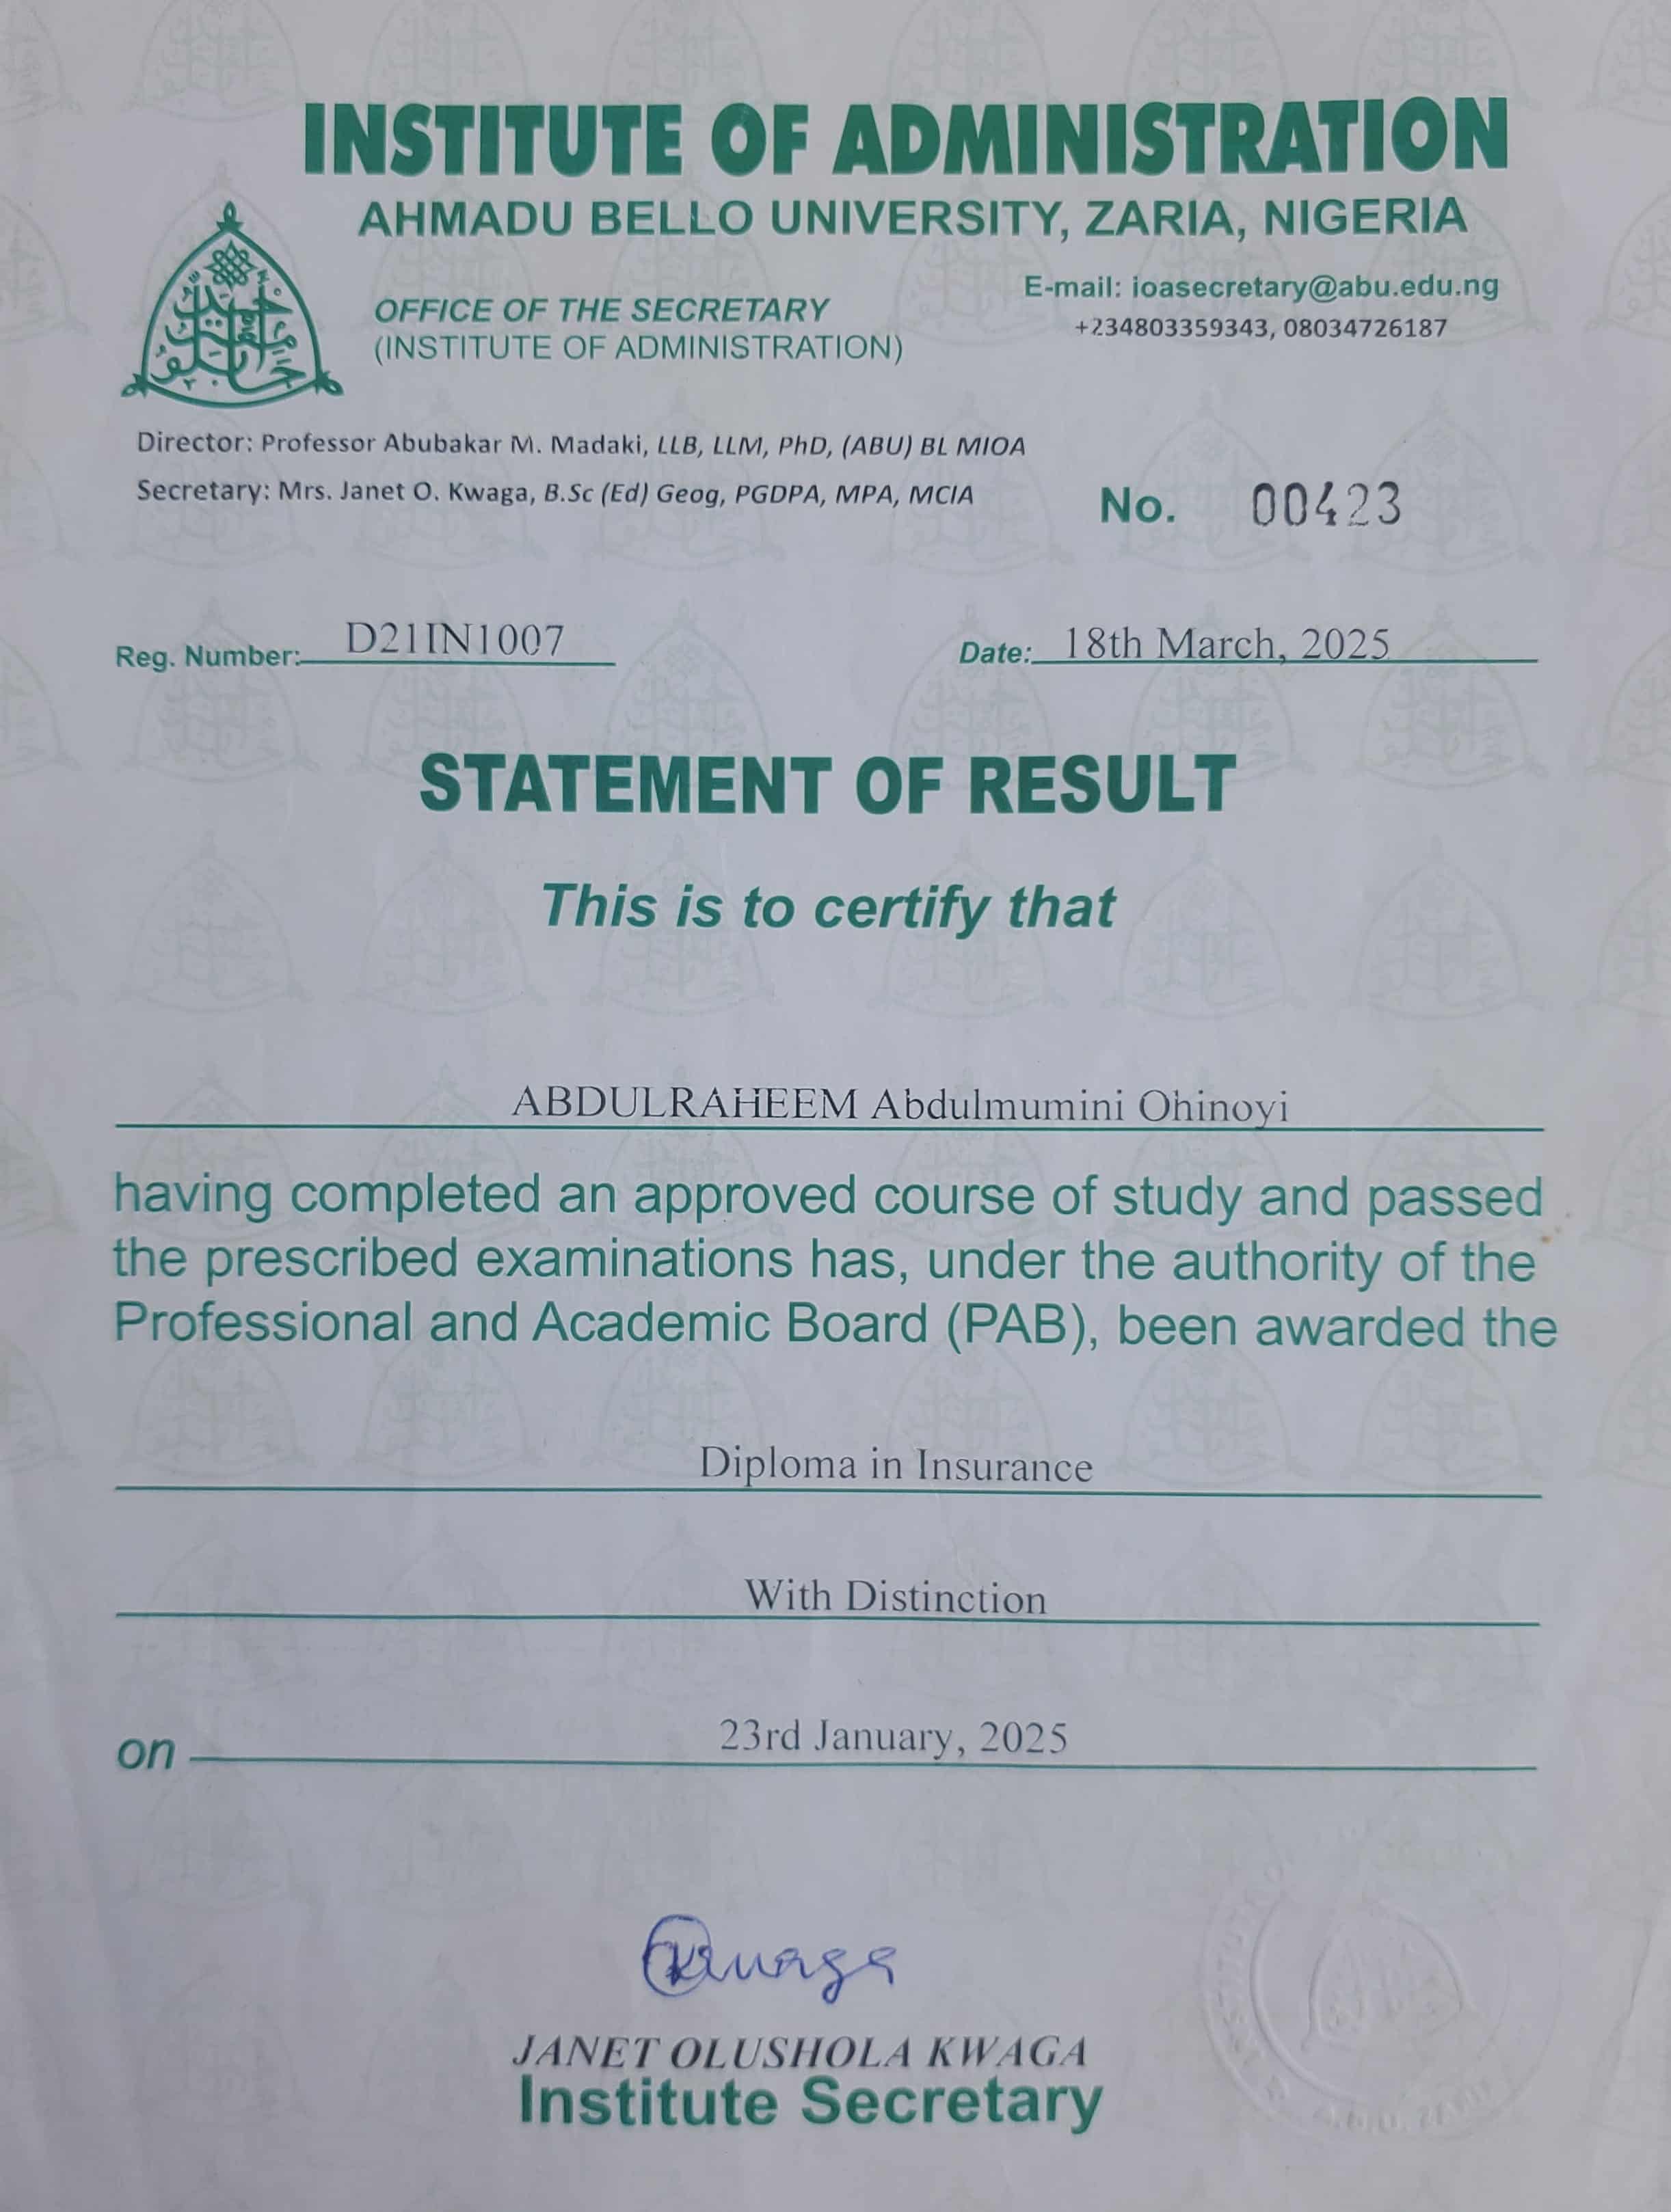 INSTITUTE OF ADMINISTRATION
AHMADU BELLO UNIVERSITY, ZARIA, NIGERIA
OFFICE OF THE SECRETARY
(INSTITUTE OF ADMINISTRATION)
E-mail: ioasecretary@abu.edu.ng
+234803359343, 08034726187
Director: Professor Abubakar M. Madaki, LLB, LLM, PhD, (ABU) BL MIOA
Secretary: Mrs. Janet O. Kwaga, B.Sc (Ed) Geog, PGDPA, MPA, MCIA
No. 00423
Reg. Number: D21IN1007
Date: 18th March, 2025
STATEMENT OF RESULT
This is to certify that
ABDULRAHEEM Abdulmumini Ohinoyi
having completed an approved course of study and passed
the prescribed examinations has, under the authority of the
Professional and Academic Board (PAB), been awarded the
Diploma in Insurance
With Distinction
on 23rd January, 2025
Kwaga
JANET OLUSHOLA KWAGA
Institute Secretary